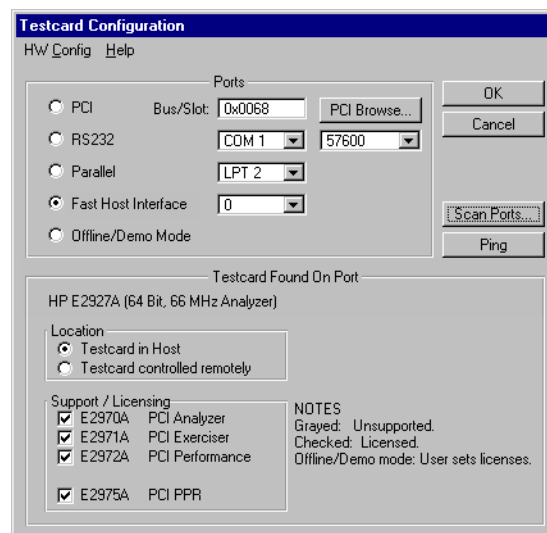 Testcard Configuration
HW Config Help
Ports
PCI Bus/Slot: 0x0068 PCI Browse...
RS232 COM 1 57600
Parallel LPT 2
Fast Host Interface 0
Offline/Demo Mode
OK
Cancel
Scan Ports...
Ping
Testcard Found On Port
HP E2927A (64 Bit, 66 MHz Analyzer)
Location
Testcard in Host
Testcard controlled remotely
Support / Licensing
E2970A PCI Analyzer
E2971A PCI Exerciser
E2972A PCI Performance
E2975A PCI PPR
NOTES
Grayed: Unsupported.
Checked: Licensed.
Offline/Demo mode: User sets licenses.